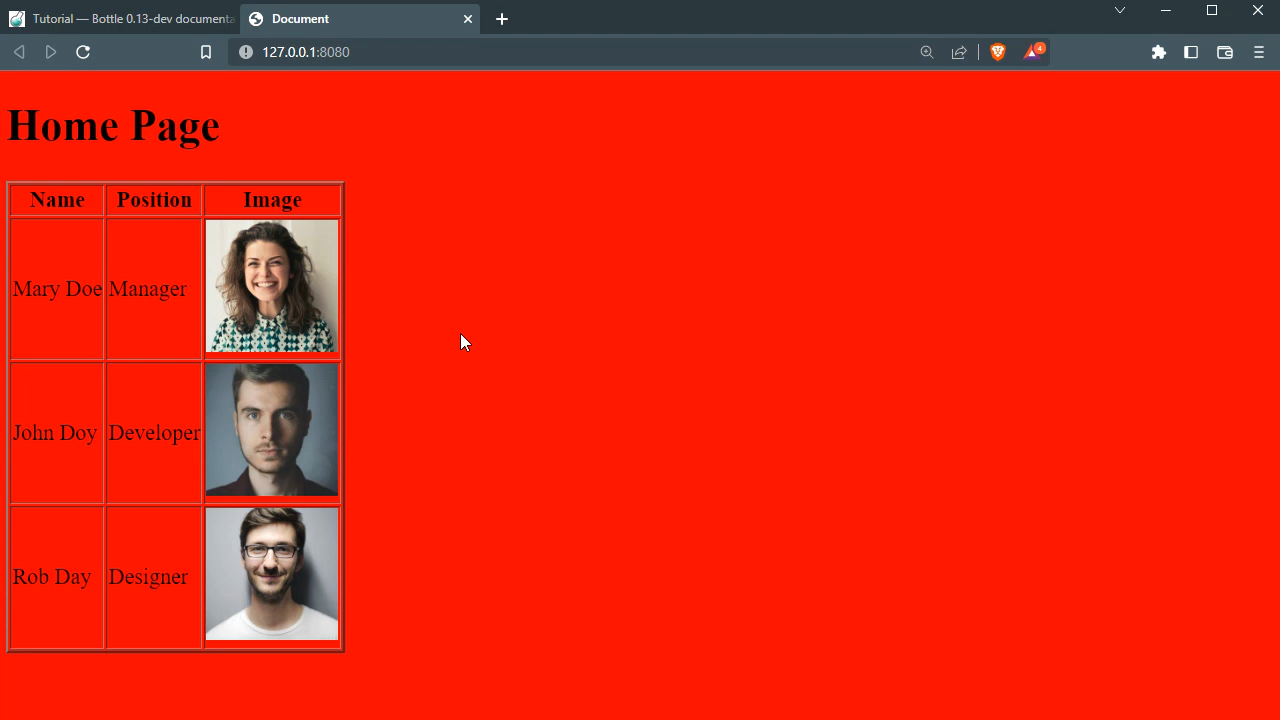 Tutorial — Bottle 0.13-dev documenta
Document
127.0.0.1:8080
4
Home Page
Name Position Image
Mary Doe Manager
John Doy Developer
Rob Day Designer